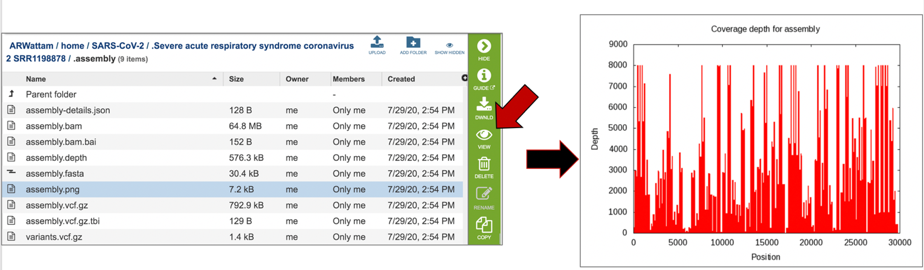 ARWattam / home / SARS-CoV-2 / .Severe acute respiratory syndrome coronavirus
2 SRR1198878 / .assembly (9 items)
UPLOAD
ADD FOLDER
SHOW HIDDEN
Name Size Owner Members Created
Parent folder -
assembly-details.json 128 B me Only me 7/29/20, 2:54 PM
assembly.bam 64.8 MB me Only me 7/29/20, 2:54 PM
assembly.bam.bai 152 B me Only me 7/29/20, 2:54 PM
assembly.depth 576.3 kB me Only me 7/29/20, 2:54 PM
assembly.fasta 30.4 kB me Only me 7/29/20, 2:54 PM
assembly.png 7.2 kB me Only me 7/29/20, 2:54 PM
assembly.vcf.gz 792.9 kB me Only me 7/29/20, 2:54 PM
assembly.vcf.gz.tbi 129 B me Only me 7/29/20, 2:54 PM
variants.vcf.gz 1.4 kB me Only me 7/29/20, 2:54 PM
HIDE
GUIDE
DWNLD
VIEW
DELETE
RENAME
COPY
Coverage depth for assembly
9000
8000
7000
6000
5000
4000
3000
2000
1000
0
Depth
0 5000 10000 15000 20000 25000 30000
Position